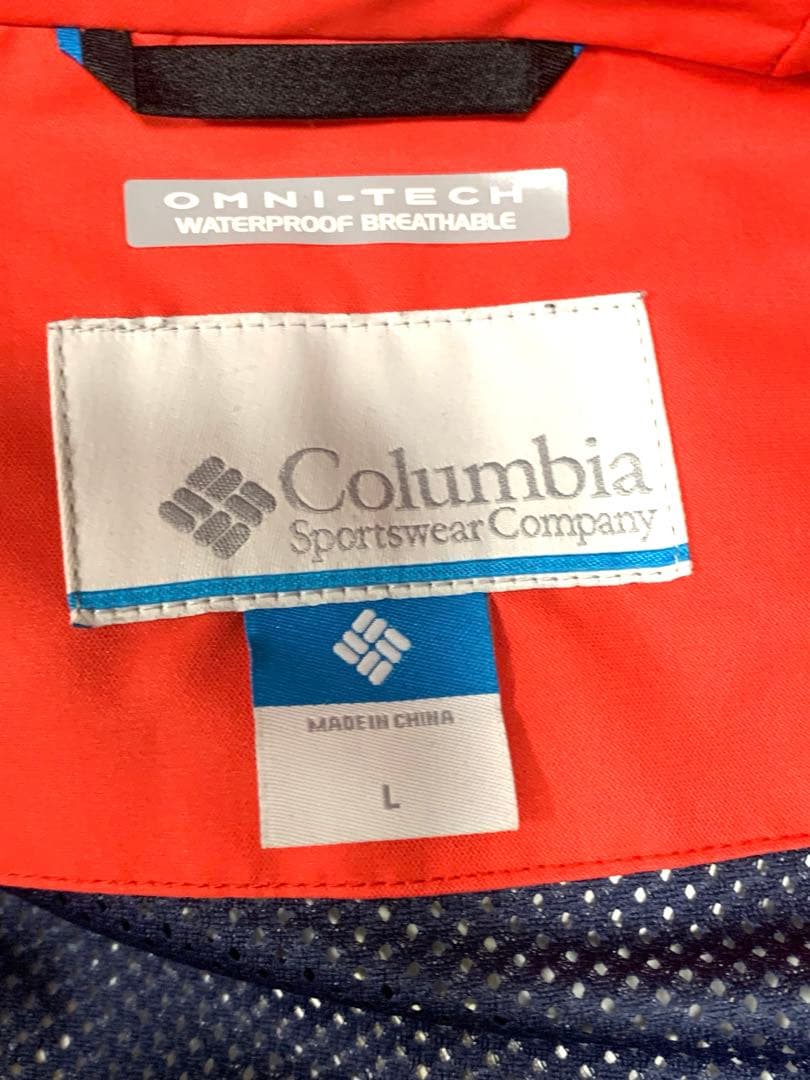 OMNI-TECH
WATERPROOF BREATHABLE
Columbia
Sportswear Company
MADE IN CHINA
L